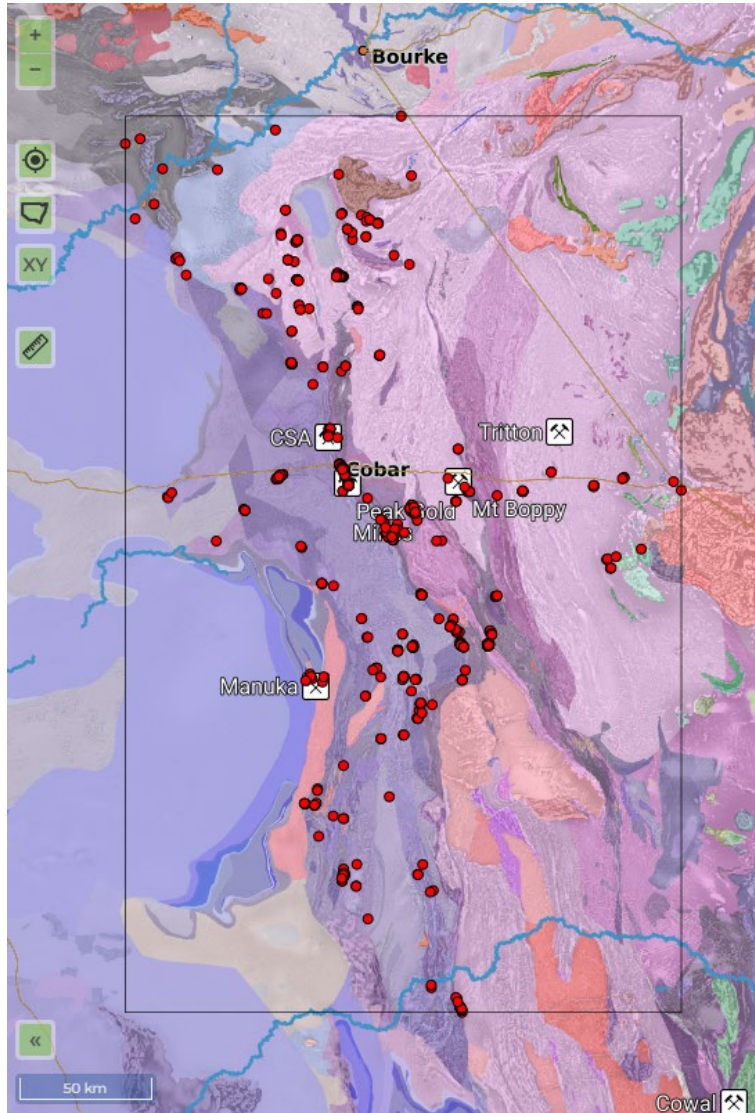 +
−
Bourke
XY
CSA
Tritton
Cobar
Peak Gold
Mt Boppy
Mines
Manuka
«
50 km
Cowal